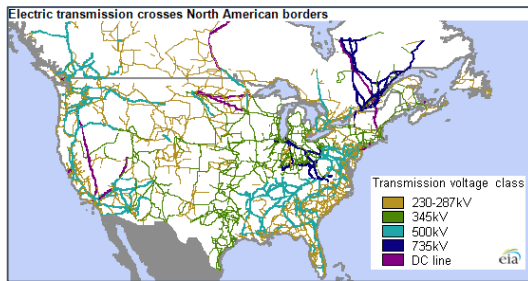 Electric transmission crosses North American borders
Transmission voltage class
230-287kV
345kV
500kV
735kV
DC line
eia